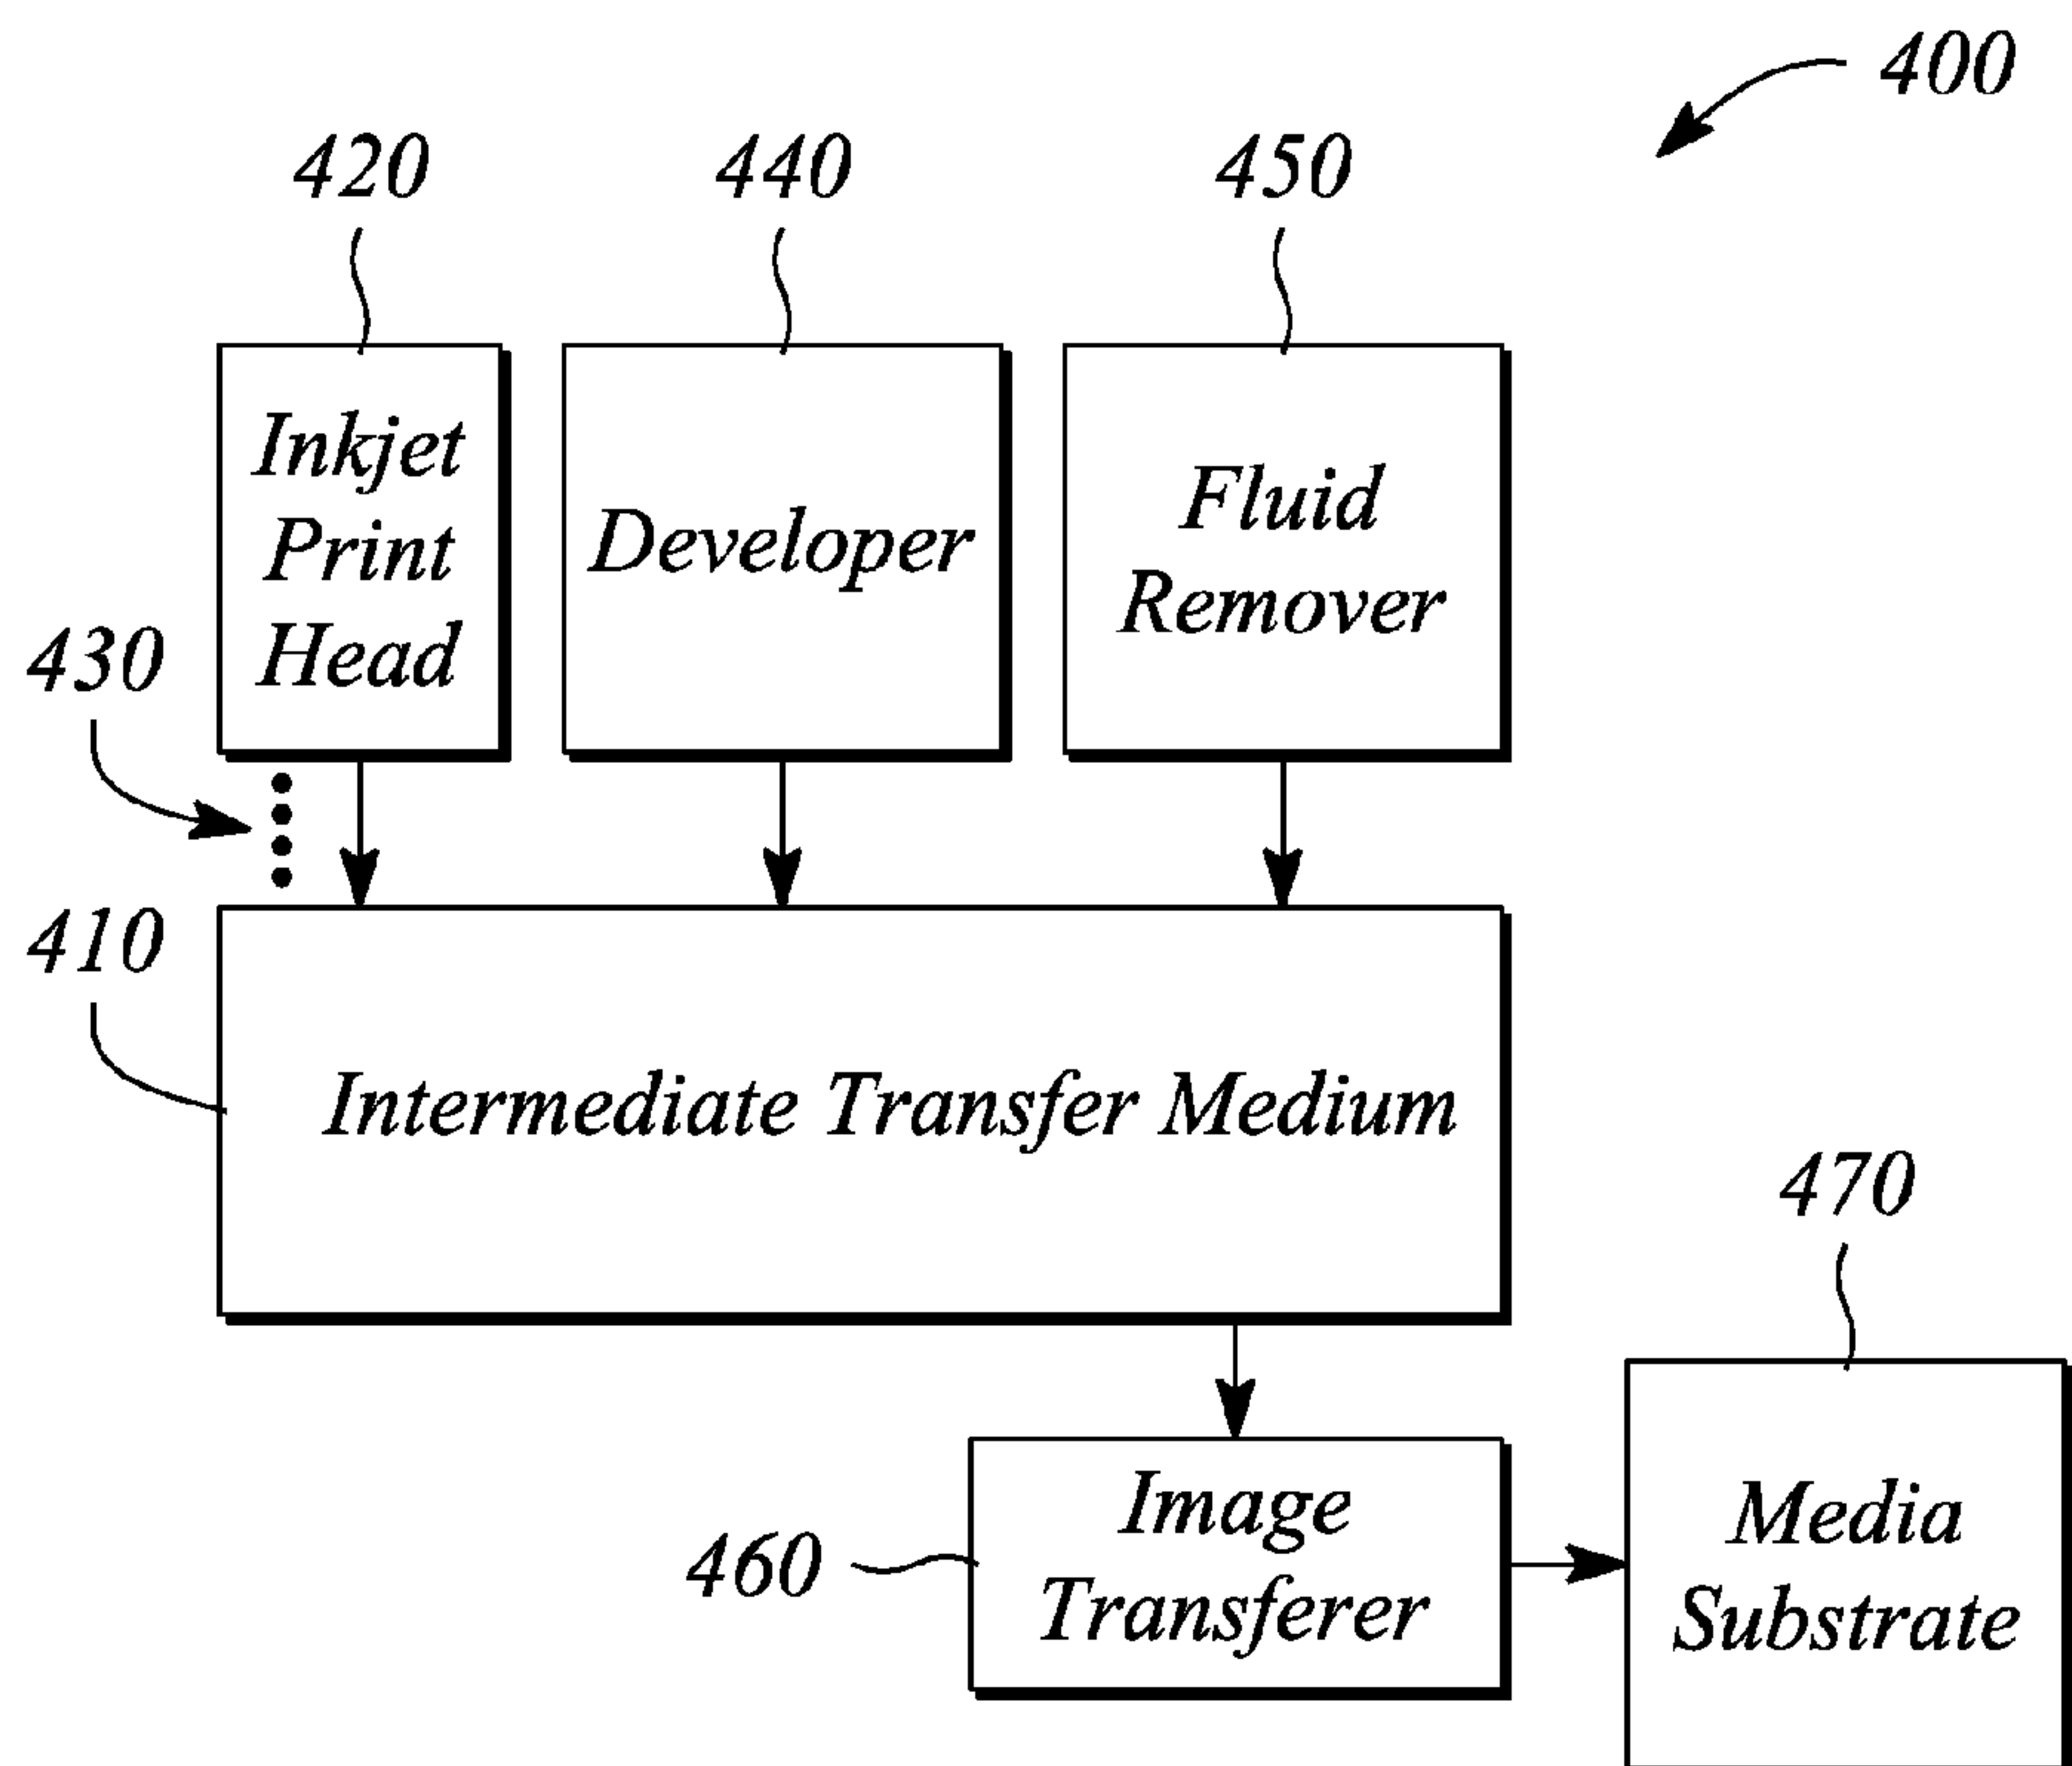 400
420
440
450
Inkjet
Print
Head
Developer
Fluid
Remover
430
410
Intermediate Transfer Medium
470
460
Image
Transferer
Media
Substrate